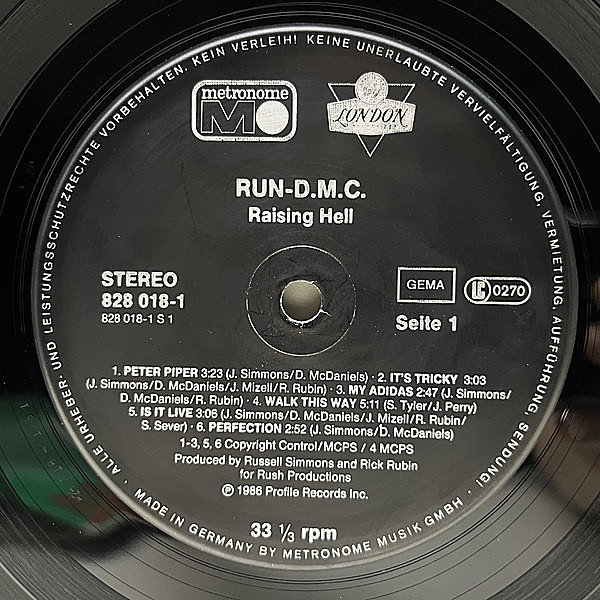 ALLE URHEBER- UND LEISTUNGSSCHUTZRECHTE VORBEHALTEN. KEIN VERLEIH! KEINE UNERLAUBTE VERVIELFÄLTIGUNG, VERMIETUNG, AUFFÜHRUNG, SENDUNG!
metronome
M
LONDON
RUN-D.M.C.
Raising Hell
STEREO
828 018-1
828 018-1 S 1
GEMA
LC 0270
Seite 1
1. PETER PIPER 3:23 (J. Simmons/D. McDaniels) · 2. IT'S TRICKY 3:03
(J. Simmons/D. McDaniels/J. Mizell/R. Rubin) · 3. MY ADIDAS 2:47 (J. Simmons/
D. McDaniels/R. Rubin) · 4. WALK THIS WAY 5:11 (S. Tyler/J. Perry)
5. IS IT LIVE 3:06 (J. Simmons/D. McDaniels/J. Mizell/R. Rubin/
S. Sever) · 6. PERFECTION 2:52 (J. Simmons/D. McDaniels)
1-3, 5, 6 Copyright Control/MCPS / 4 MCPS
Produced by Russell Simmons and Rick Rubin
for Rush Productions
℗ 1986 Profile Records Inc.
33 ⅓ rpm
· MADE IN GERMANY BY METRONOME MUSIK GMBH ·